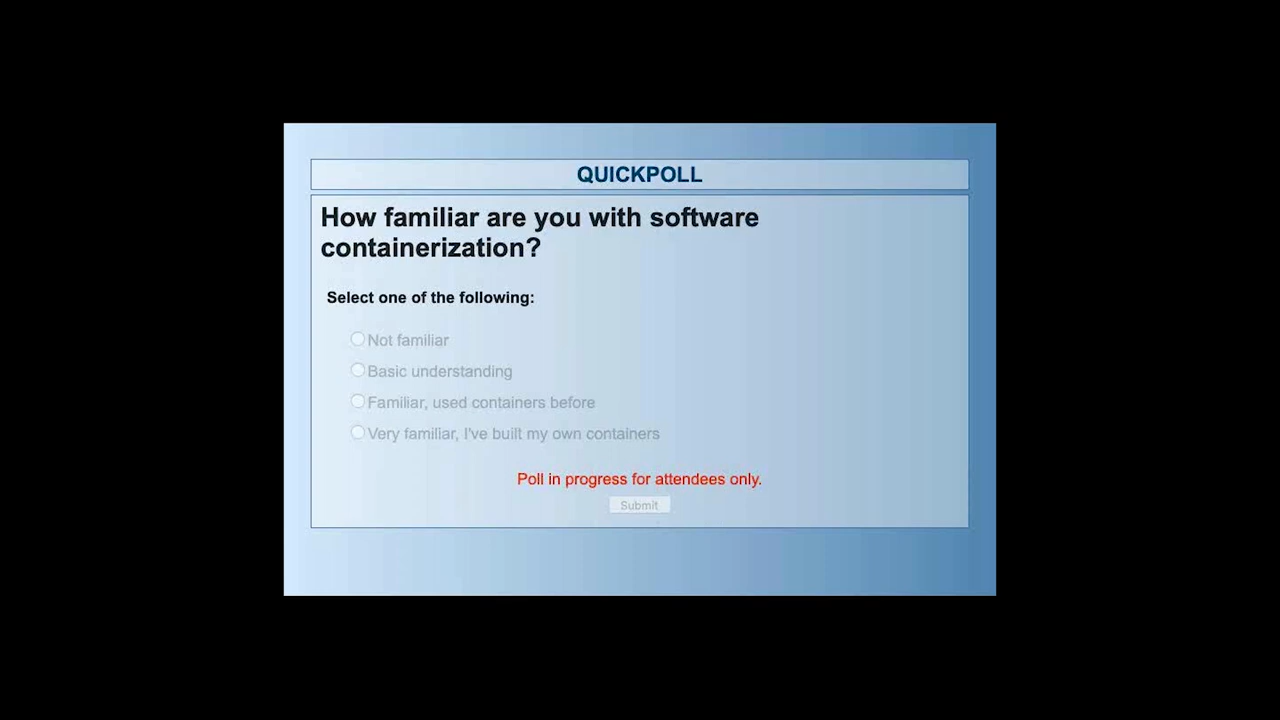 QUICKPOLL
How familiar are you with software
containerization?
Select one of the following:
Not familiar
Basic understanding
Familiar, used containers before
Very familiar, I've built my own containers
Poll in progress for attendees only.
Submit